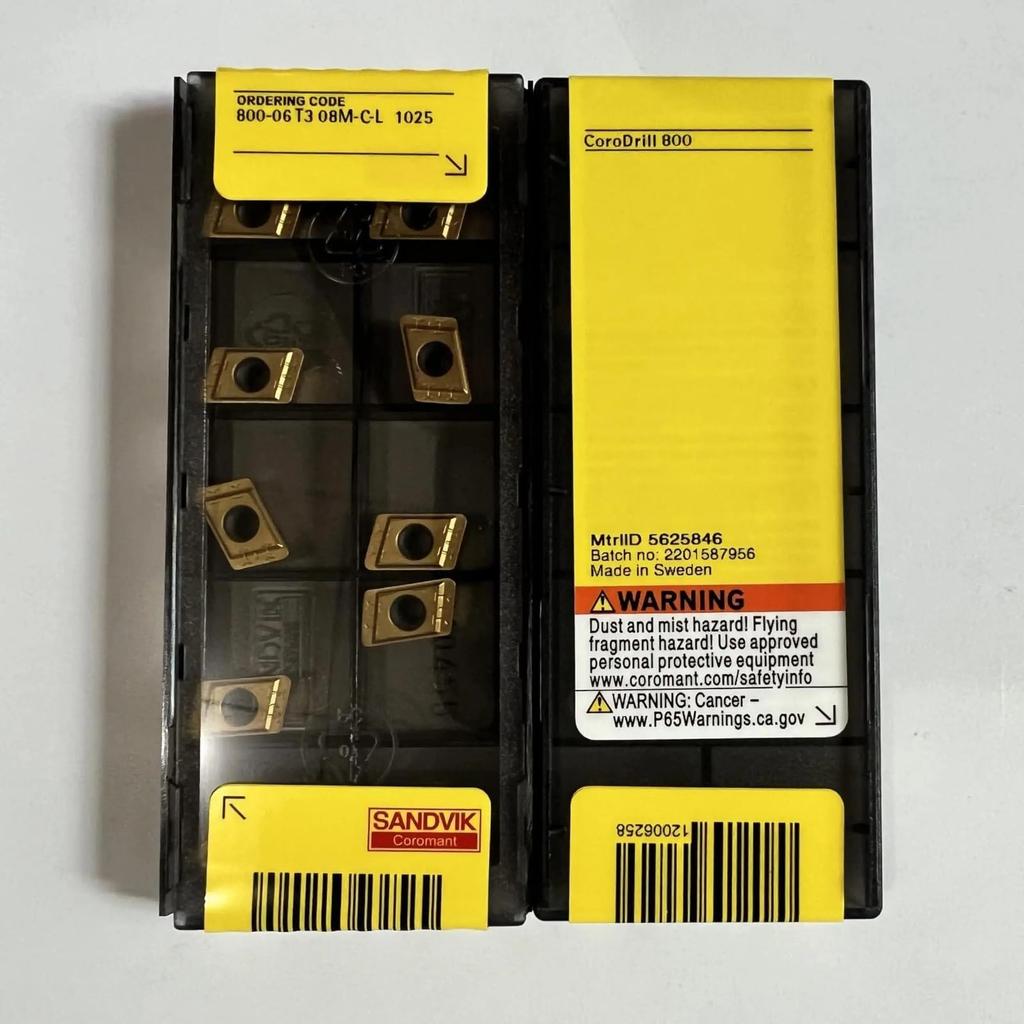 ORDERING CODE
800-06 T3 08M-C-L 1025
SANDVIK
Coromant
CoroDrill 800
MtrlID 5625846
Batch no: 2201587956
Made in Sweden
WARNING
Dust and mist hazard! Flying
fragment hazard! Use approved
personal protective equipment
www.coromant.com/safetyinfo
WARNING: Cancer –
www.P65Warnings.ca.gov
12006258